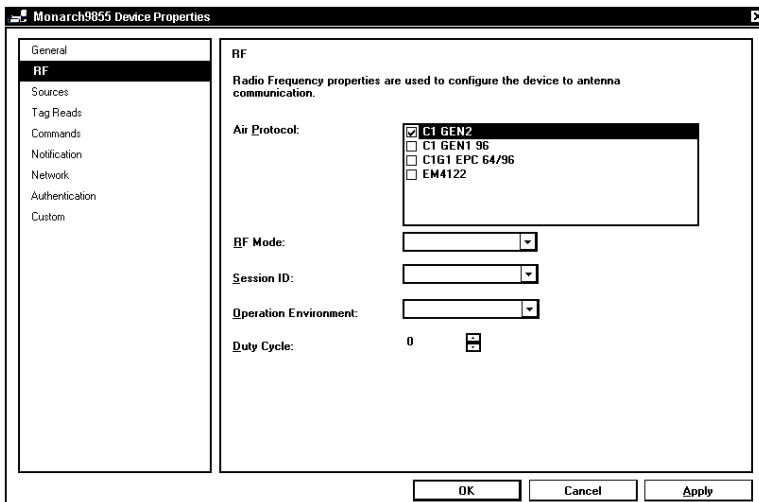 Monarch9855 Device Properties
General
RF
Sources
Tag Reads
Commands
Notification
Network
Authentication
Custom
RF
Radio Frequency properties are used to configure the device to antenna
communication.
Air Protocol:
C1 GEN2
C1 GEN1 96
C1G1 EPC 64/96
EM4122
RF Mode:
Session ID:
Operation Environment:
Duty Cycle: 0
OK Cancel Apply